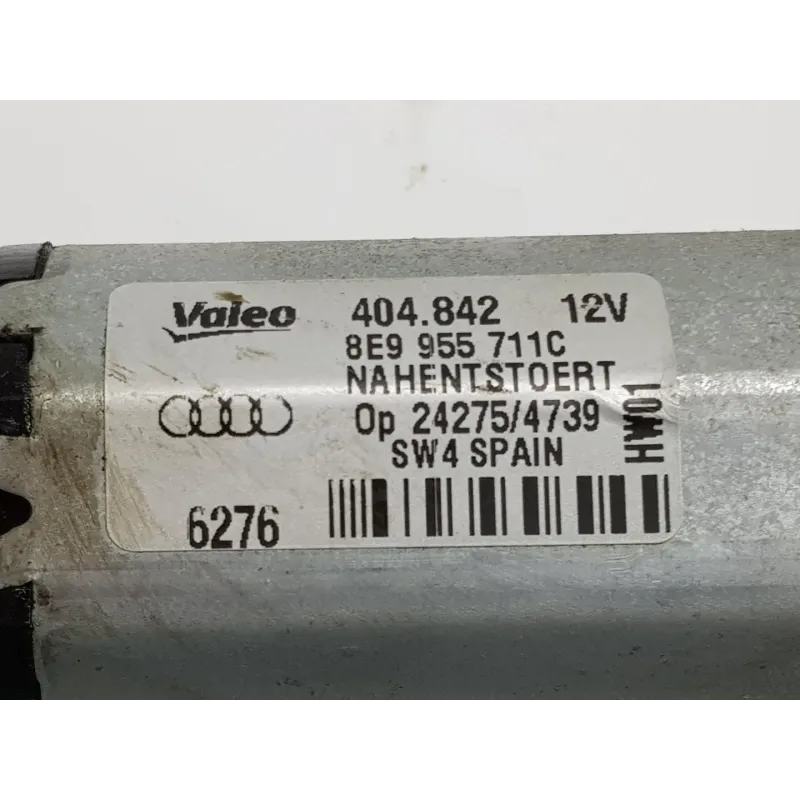 Valeo 404.842 12V
8E9 955 711C
NAHENTSTOERT
Op 24275/4739
SW4 SPAIN
HW01
6276